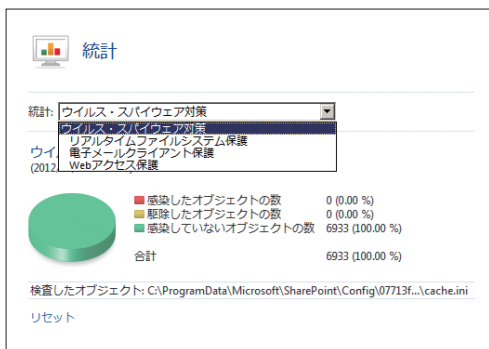 統計
統計: ウイルス・スパイウェア対策
ウイルス・スパイウェア対策
リアルタイムファイルシステム保護
電子メールクライアント保護
Webアクセス保護
ウイ
(2012.
感染したオブジェクトの数 0 (0.00 %)
駆除したオブジェクトの数 0 (0.00 %)
感染していないオブジェクトの数 6933 (100.00 %)
合計 6933 (100.00 %)
検査したオブジェクト: C:\ProgramData\Microsoft\SharePoint\Config\07713f...\cache.ini
リセット